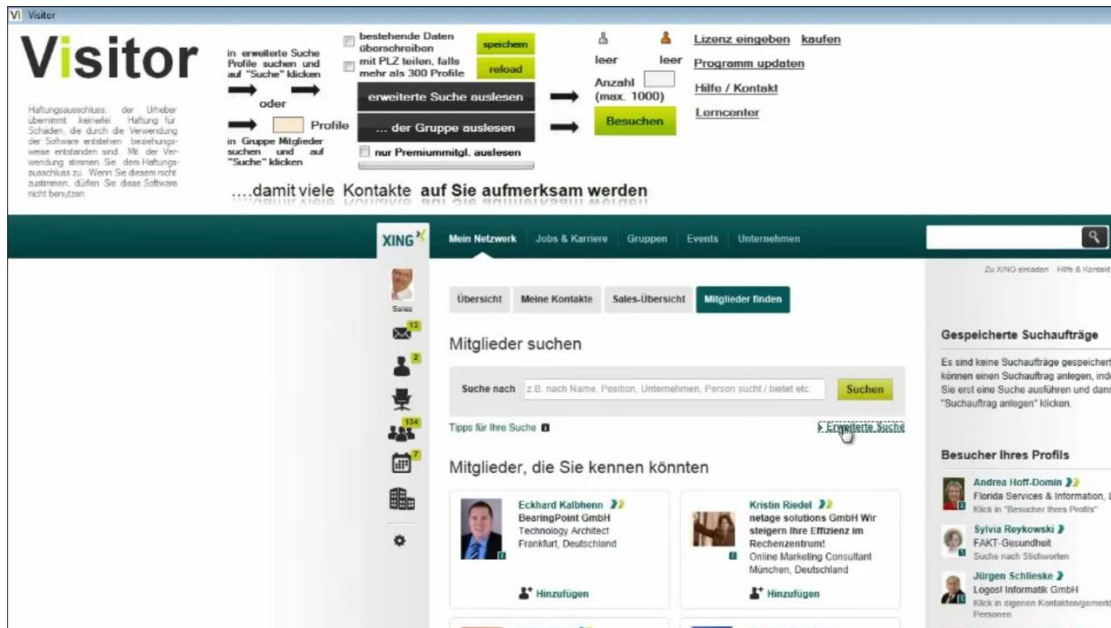 Vi Visitor
Visitor
Haftungsausschluss: der Urheber
übernimmt keinerlei Haftung für
Schäden, die durch die Verwendung
der Software entstehen beziehungs-
weise entstanden sind. Mit der Ver-
wendung stimmen Sie dem Haftungs-
ausschluss zu. Wenn Sie diesem nicht
zustimmen, dürfen Sie diese Software
nicht benutzen.
in erweiterte Suche
Profile suchen und
auf "Suche" klicken
oder
Profile
in Gruppe Mitglieder
suchen und auf
"Suche" klicken
bestehende Daten
überschreiben
mit PLZ teilen, falls
mehr als 300 Profile
speichern
reload
erweiterte Suche auslesen
... der Gruppe auslesen
nur Premiummitgl. auslesen
leer leer
Anzahl
(max. 1000)
Besuchen
Lizenz eingeben kaufen
Programm updaten
Hilfe / Kontakt
Lerncenter
....damit viele Kontakte auf Sie aufmerksam werden
XING
Mein Netzwerk Jobs & Karriere Gruppen Events Unternehmen
Zu XING einladen Hilfe & Kontakt
Sales
13
2
134
7
Übersicht Meine Kontakte Sales-Übersicht Mitglieder finden
Mitglieder suchen
Suche nach z.B. nach Name, Position, Unternehmen, Person sucht / bietet etc. Suchen
Tipps für Ihre Suche Erweiterte Suche
Mitglieder, die Sie kennen könnten
Eckhard Kalbhenn
BearingPoint GmbH
Technology Architect
Frankfurt, Deutschland
Hinzufügen
Kristin Riedel
netage solutions GmbH Wir
steigern Ihre Effizienz im
Rechenzentrum!
Online Marketing Consultant
München, Deutschland
Hinzufügen
Gespeicherte Suchaufträge
Es sind keine Suchaufträge gespeichert
können einen Suchauftrag anlegen, inde
Sie erst eine Suche ausführen und dann
"Suchauftrag anlegen" klicken.
Besucher Ihres Profils
Andrea Hoff-Domin
Florida Services & Information, L
Klick in "Besucher Ihres Profils"
Sylvia Reykowski
FAKT-Gesundheit
Suche nach Stichworten
Jürgen Schlieske
Logos! Informatik GmbH
Klick in eigenen Kontakten/gemerkt
Personen